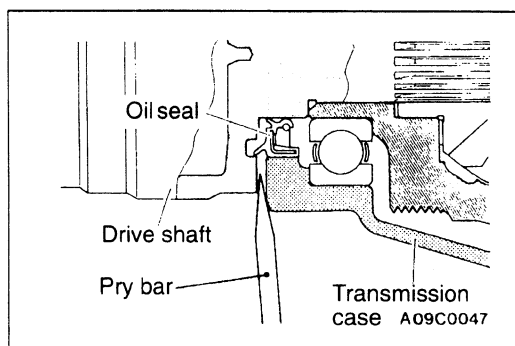 Oil seal
Drive shaft
Pry bar
Transmission
case A09C0047